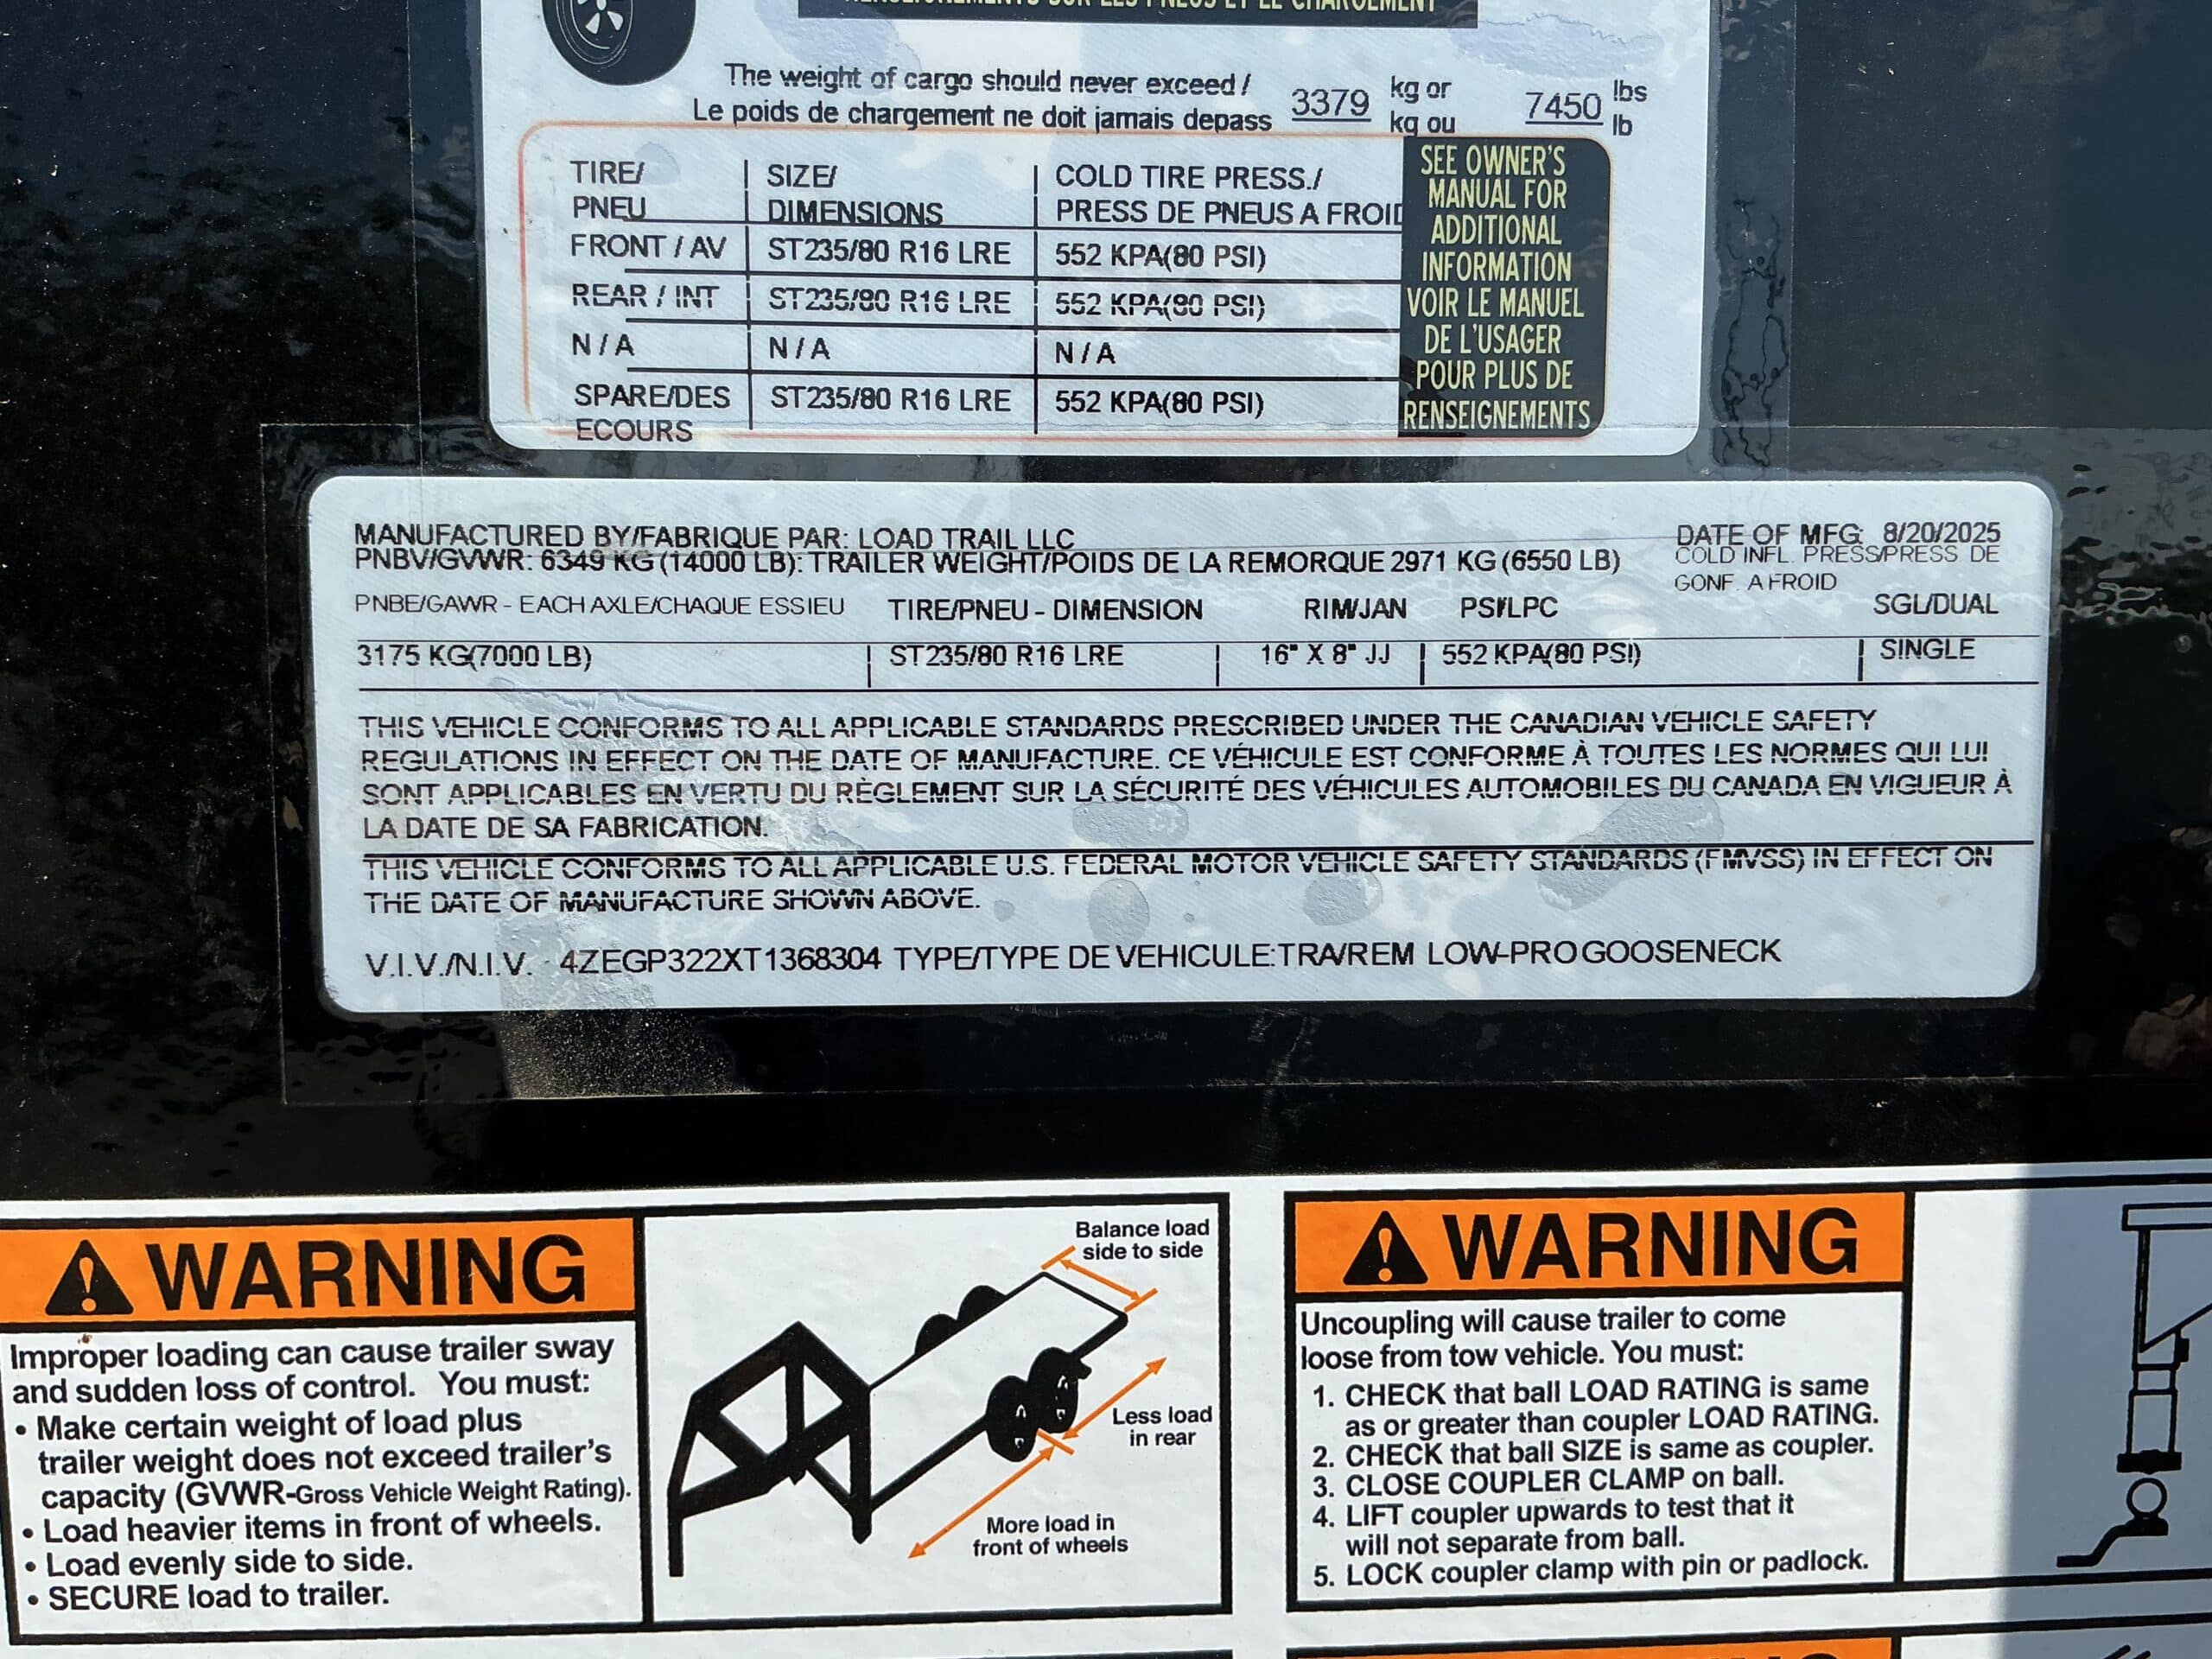 RENSEIGNEMENTS SUR LES PNEUS ET LE CHARGEMENT
The weight of cargo should never exceed / 3379 kg or 7450 lbs
Le poids de chargement ne doit jamais depass kg ou lb
TIRE/ SIZE/ COLD TIRE PRESS./
PNEU DIMENSIONS PRESS DE PNEUS A FROID
FRONT / AV ST235/80 R16 LRE 552 KPA(80 PSI)
REAR / INT ST235/80 R16 LRE 552 KPA(80 PSI)
N / A N / A N / A
SPARE/DES ST235/80 R16 LRE 552 KPA(80 PSI)
ECOURS
SEE OWNER'S
MANUAL FOR
ADDITIONAL
INFORMATION
VOIR LE MANUEL
DE L'USAGER
POUR PLUS DE
RENSEIGNEMENTS
MANUFACTURED BY/FABRIQUE PAR: LOAD TRAIL LLC DATE OF MFG: 8/20/2025
PNBV/GVWR: 6349 KG (14000 LB): TRAILER WEIGHT/POIDS DE LA REMORQUE 2971 KG (6550 LB) COLD INFL. PRESS/PRESS DE
GONF. A FROID
PNBE/GAWR - EACH AXLE/CHAQUE ESSIEU TIRE/PNEU - DIMENSION RIM/JAN PSI/LPC SGL/DUAL
3175 KG(7000 LB) ST235/80 R16 LRE 16" X 8" JJ 552 KPA(80 PSI) SINGLE
THIS VEHICLE CONFORMS TO ALL APPLICABLE STANDARDS PRESCRIBED UNDER THE CANADIAN VEHICLE SAFETY
REGULATIONS IN EFFECT ON THE DATE OF MANUFACTURE. CE VÉHICULE EST CONFORME À TOUTES LES NORMES QUI LUI
SONT APPLICABLES EN VERTU DU RÈGLEMENT SUR LA SÉCURITÉ DES VÉHICULES AUTOMOBILES DU CANADA EN VIGUEUR À
LA DATE DE SA FABRICATION.
THIS VEHICLE CONFORMS TO ALL APPLICABLE U.S. FEDERAL MOTOR VEHICLE SAFETY STANDARDS (FMVSS) IN EFFECT ON
THE DATE OF MANUFACTURE SHOWN ABOVE.
V.I.V./N.I.V. 4ZEGP322XT1368304 TYPE/TYPE DE VEHICULE:TRA/REM LOW-PRO GOOSENECK
WARNING
Improper loading can cause trailer sway
and sudden loss of control. You must:
• Make certain weight of load plus
trailer weight does not exceed trailer's
capacity (GVWR-Gross Vehicle Weight Rating).
• Load heavier items in front of wheels.
• Load evenly side to side.
• SECURE load to trailer.
Balance load
side to side
Less load
in rear
More load in
front of wheels
WARNING
Uncoupling will cause trailer to come
loose from tow vehicle. You must:
1. CHECK that ball LOAD RATING is same
as or greater than coupler LOAD RATING.
2. CHECK that ball SIZE is same as coupler.
3. CLOSE COUPLER CLAMP on ball.
4. LIFT coupler upwards to test that it
will not separate from ball.
5. LOCK coupler clamp with pin or padlock.